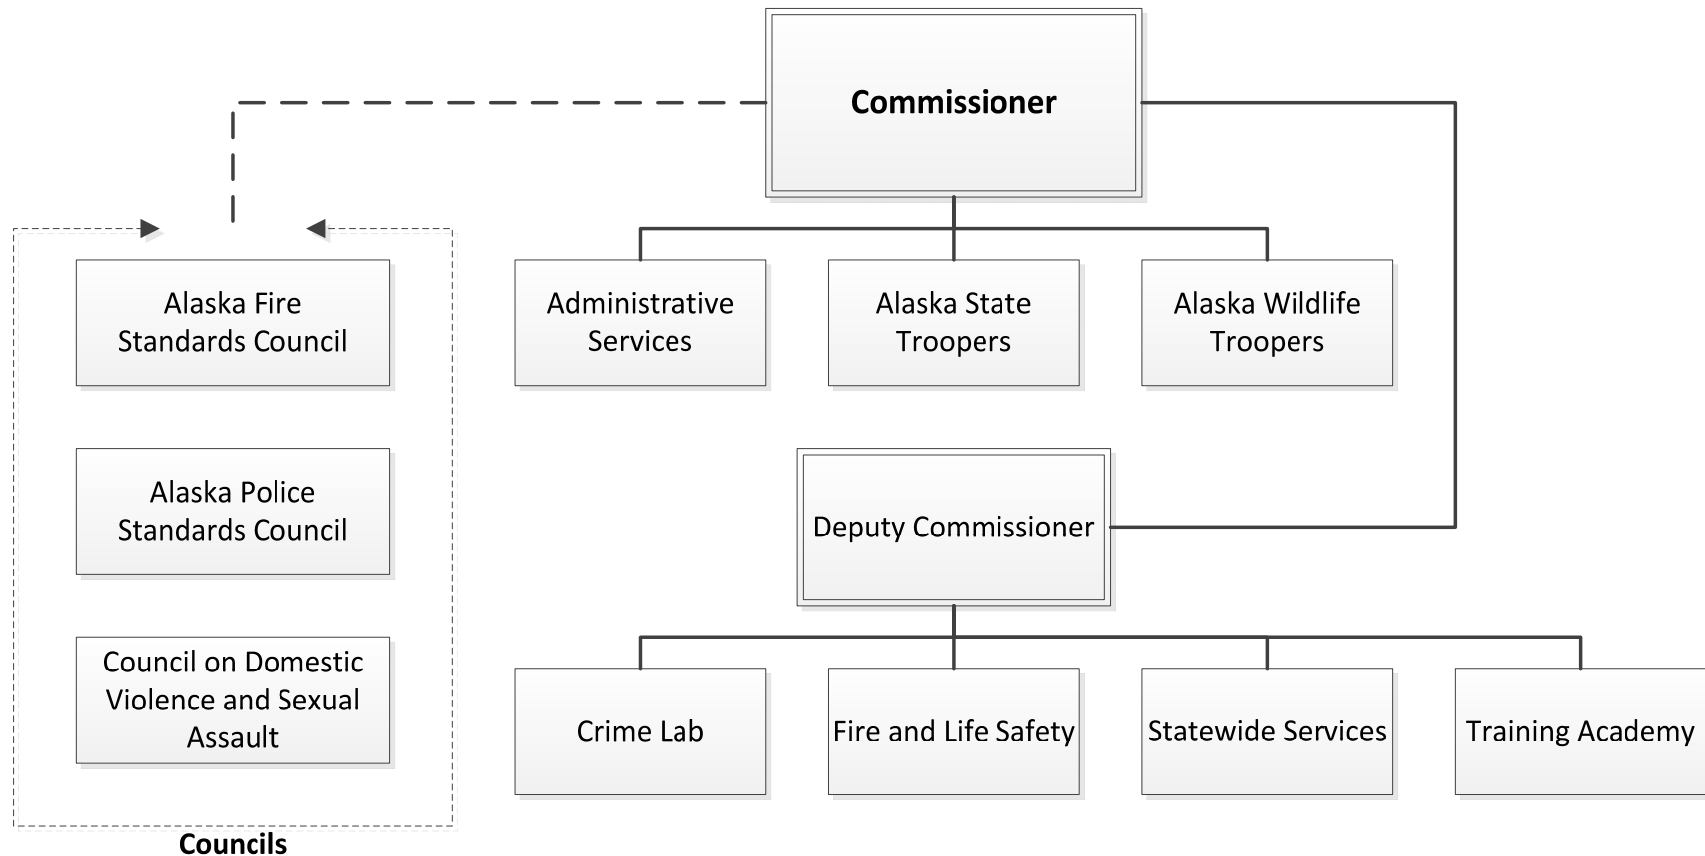 Commissioner
Alaska Fire
Standards Council
Administrative
Services
Alaska State
Troopers
Alaska Wildlife
Troopers
Alaska Police
Standards Council
Deputy Commissioner
Council on Domestic
Violence and Sexual
Assault
Crime Lab
Fire and Life Safety
Statewide Services
Training Academy
Councils